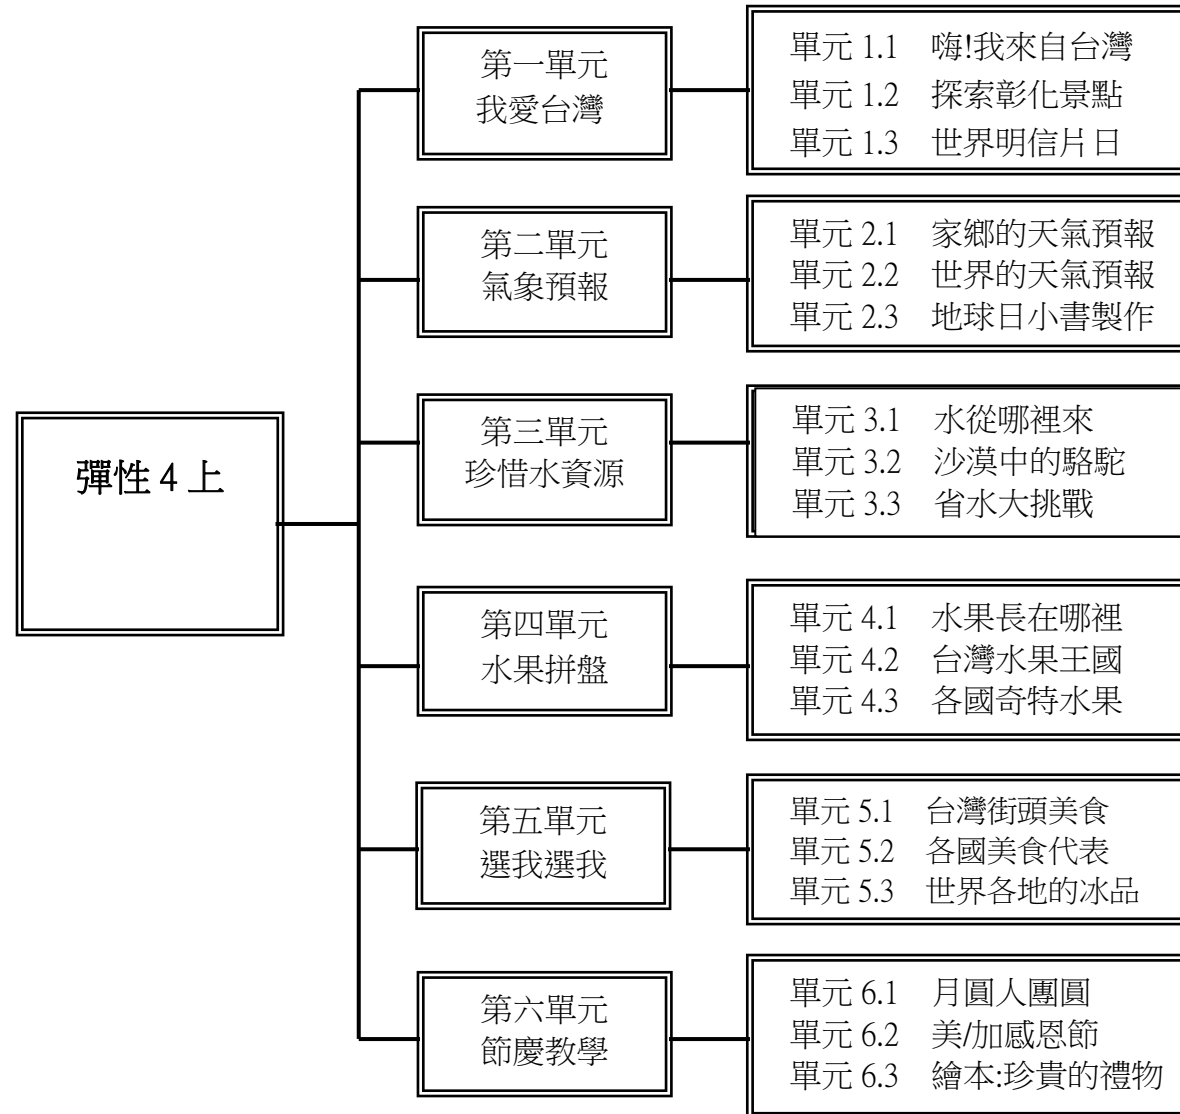 彈性 4 上
第一單元
我愛台灣
單元 1.1 嗨!我來自台灣
單元 1.2 探索彰化景點
單元 1.3 世界明信片日
第二單元
氣象預報
單元 2.1 家鄉的天氣預報
單元 2.2 世界的天氣預報
單元 2.3 地球日小書製作
第三單元
珍惜水資源
單元 3.1 水從哪裡來
單元 3.2 沙漠中的駱駝
單元 3.3 省水大挑戰
第四單元
水果拼盤
單元 4.1 水果長在哪裡
單元 4.2 台灣水果王國
單元 4.3 各國奇特水果
第五單元
選我選我
單元 5.1 台灣街頭美食
單元 5.2 各國美食代表
單元 5.3 世界各地的冰品
第六單元
節慶教學
單元 6.1 月圓人團圓
單元 6.2 美/加感恩節
單元 6.3 繪本:珍貴的禮物